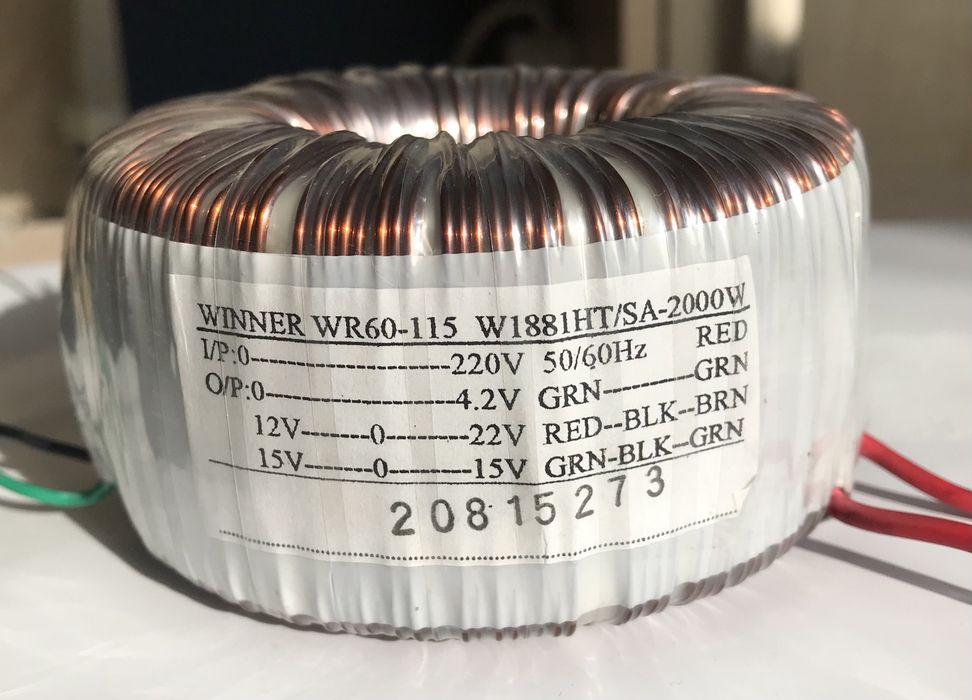 WINNER WR60-115 W1881HT/SA-2000W
I/P:0--------------------220V 50/60Hz RED
O/P:0-------------------4.2V GRN---------GRN
12V-------0--------22V RED--BLK--BRN
15V-------0--------15V GRN-BLK--GRN
20815273